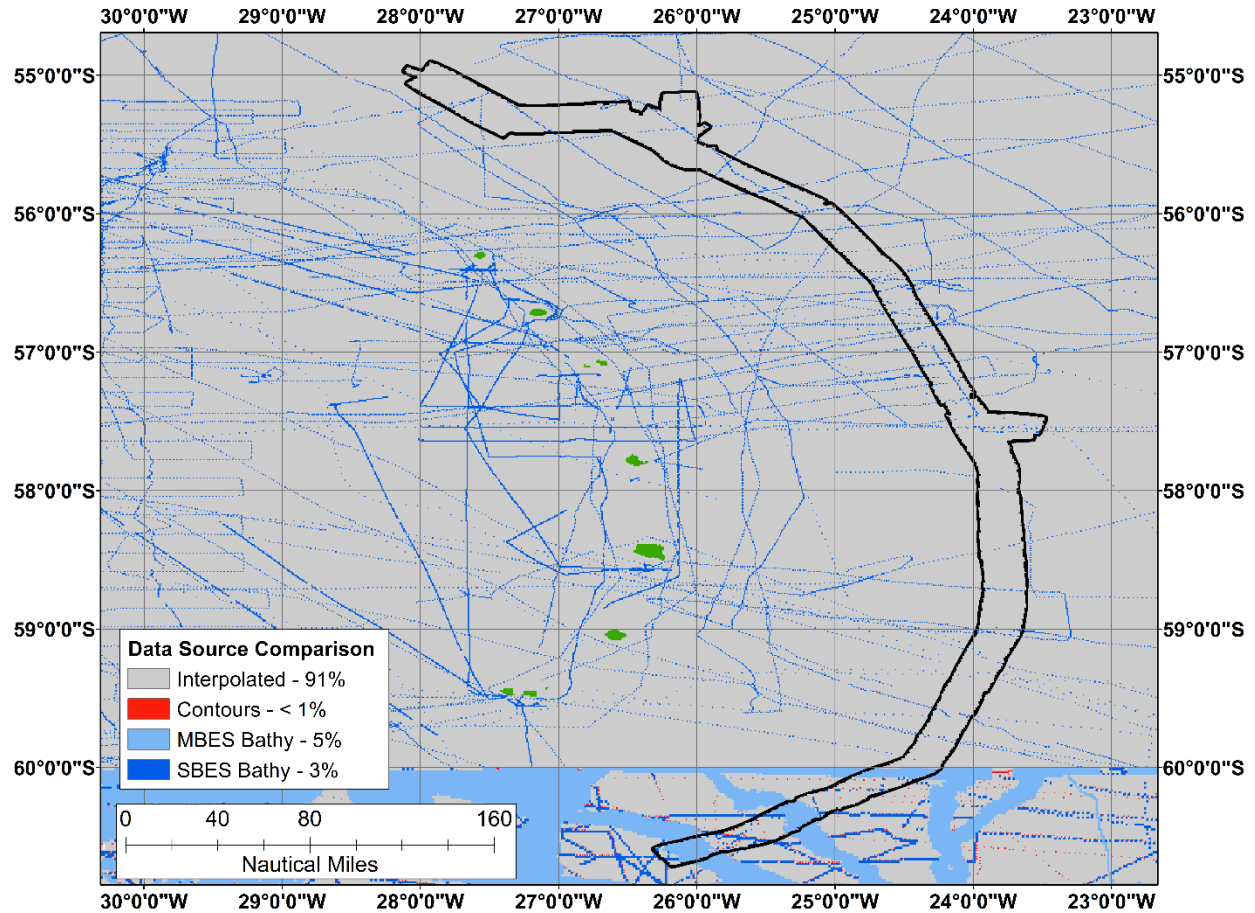 30°0'0"W 29°0'0"W 28°0'0"W 27°0'0"W 26°0'0"W 25°0'0"W 24°0'0"W 23°0'0"W
55°0'0"S 55°0'0"S
56°0'0"S 56°0'0"S
57°0'0"S 57°0'0"S
58°0'0"S 58°0'0"S
59°0'0"S 59°0'0"S
Data Source Comparison
Interpolated - 91%
Contours - < 1%
MBES Bathy - 5%
SBES Bathy - 3%
60°0'0"S 60°0'0"S
0 40 80 160
Nautical Miles
30°0'0"W 29°0'0"W 28°0'0"W 27°0'0"W 26°0'0"W 25°0'0"W 24°0'0"W 23°0'0"W